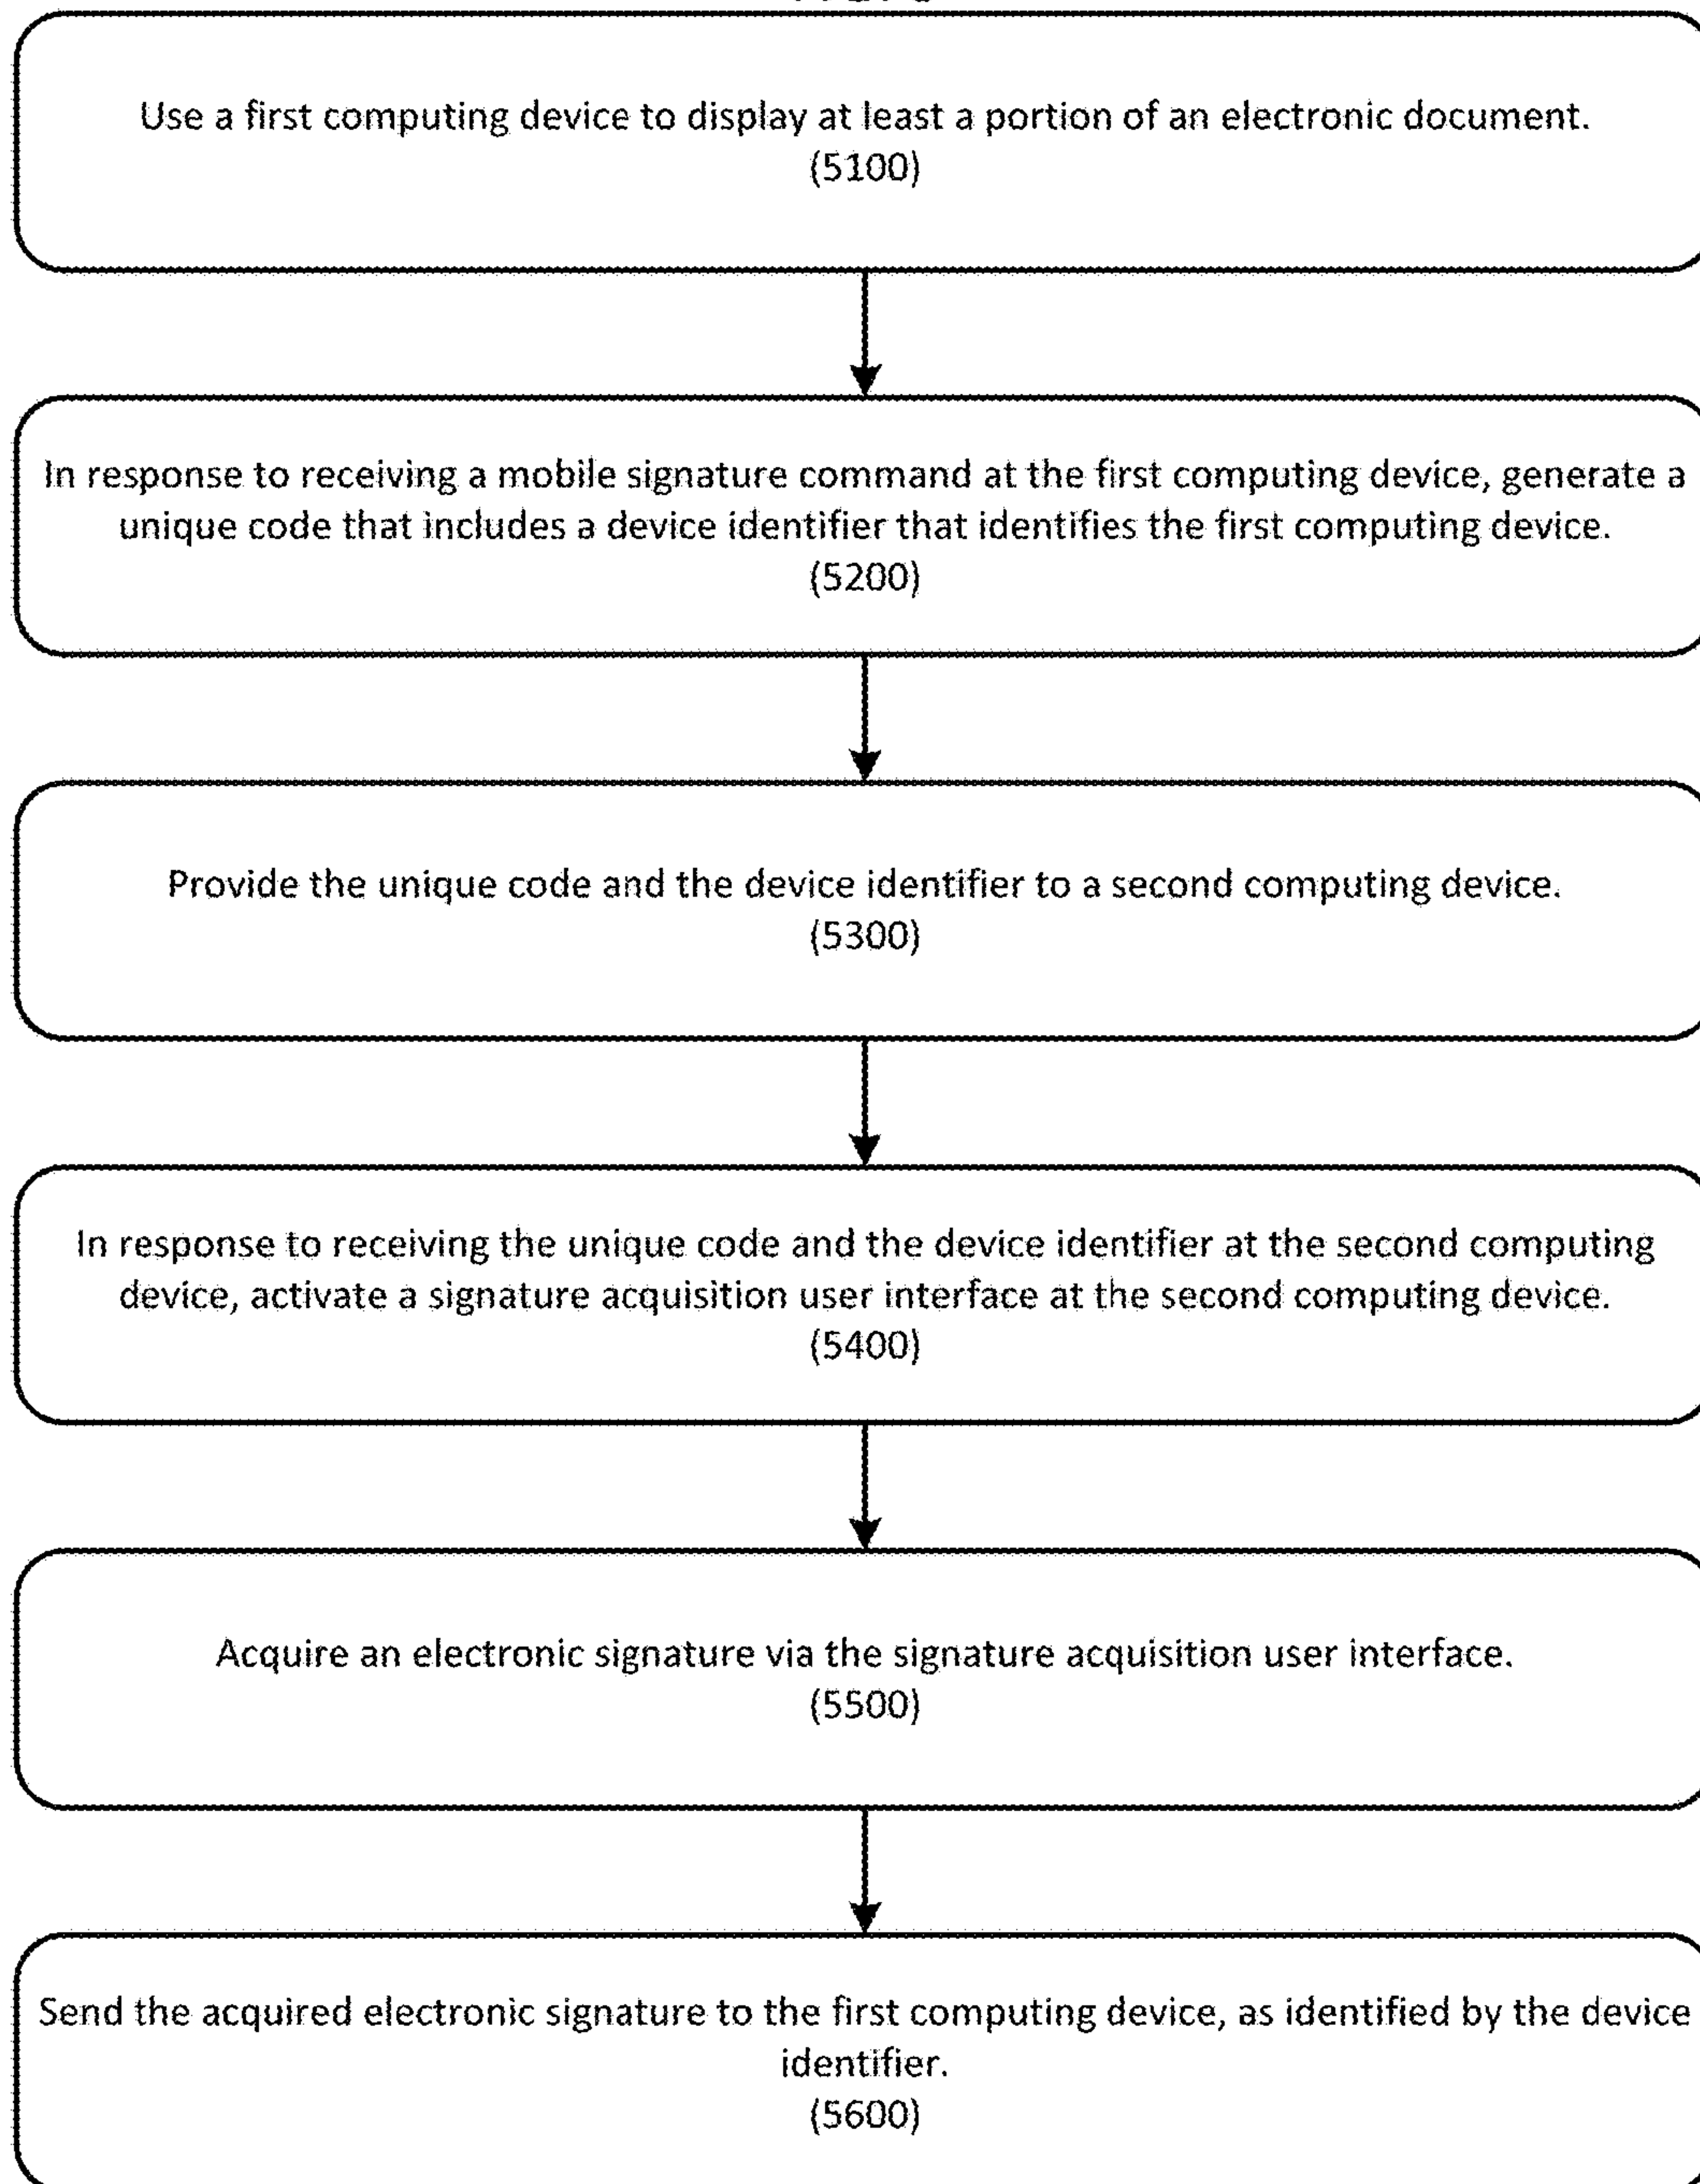 Use a first computing device to display at least a portion of an electronic document.
(5100)
In response to receiving a mobile signature command at the first computing device, generate a
unique code that includes a device identifier that identifies the first computing device.
(5200)
Provide the unique code and the device identifier to a second computing device.
(5300)
In response to receiving the unique code and the device identifier at the second computing
device, activate a signature acquisition user interface at the second computing device.
(5400)
Acquire an electronic signature via the signature acquisition user interface.
(5500)
Send the acquired electronic signature to the first computing device, as identified by the device
identifier.
(5600)